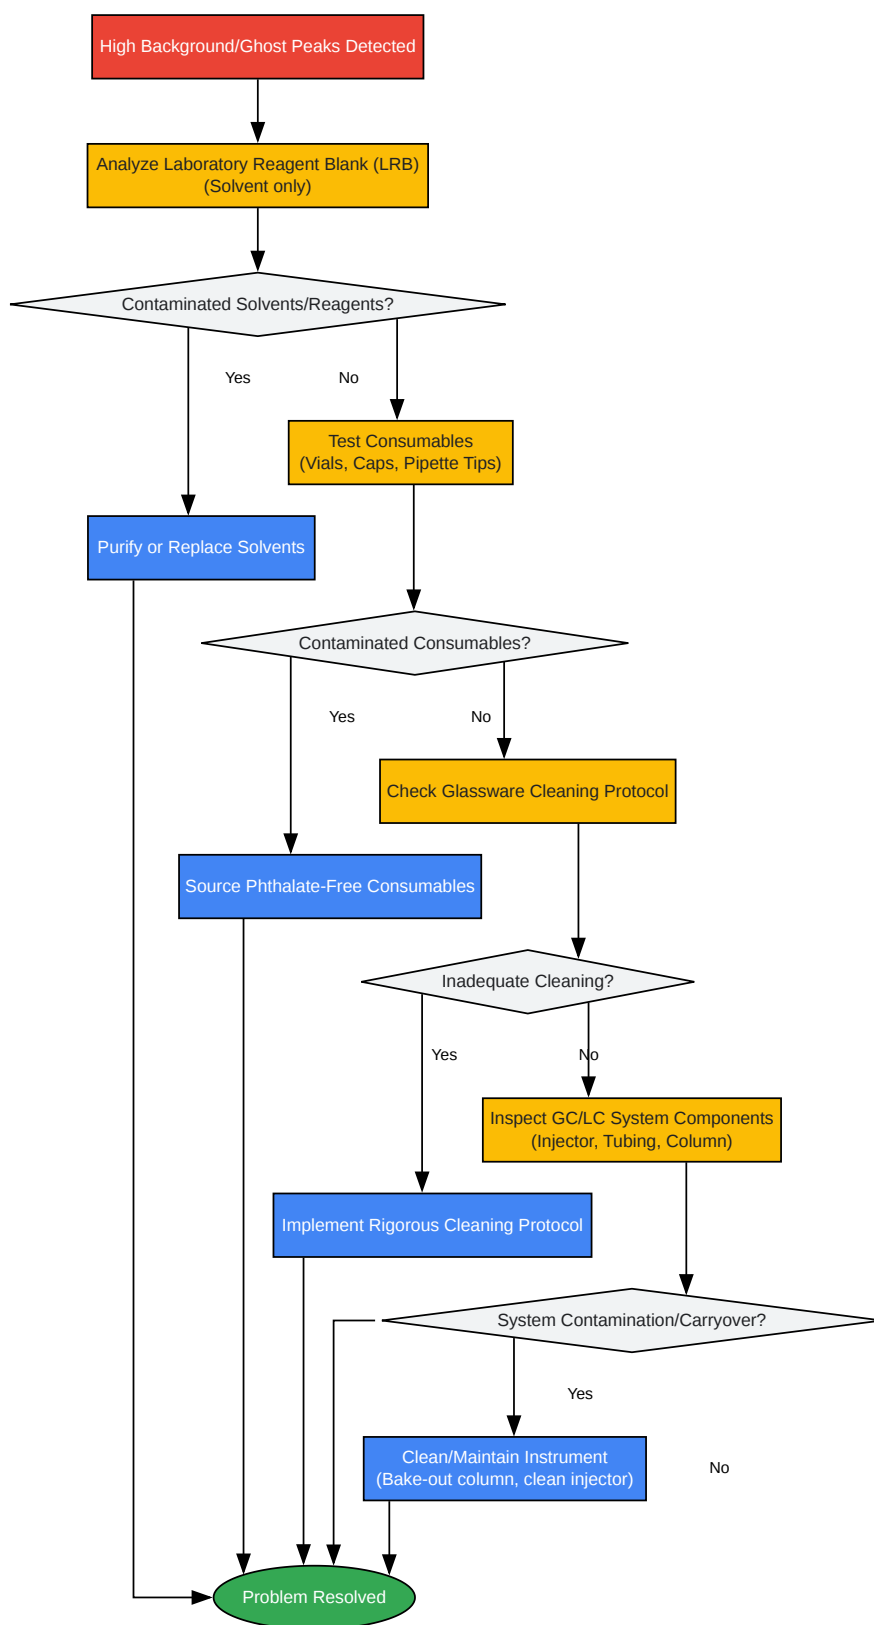 High Background/Ghost Peaks Detected
Analyze Laboratory Reagent Blank (LRB)
(Solvent only)
Contaminated Solvents/Reagents?
Yes
No
Test Consumables
(Vials, Caps, Pipette Tips)
Purify or Replace Solvents
Contaminated Consumables?
Yes
No
Check Glassware Cleaning Protocol
Source Phthalate-Free Consumables
Inadequate Cleaning?
Yes
No
Inspect GC/LC System Components
(Injector, Tubing, Column)
Implement Rigorous Cleaning Protocol
System Contamination/Carryover?
Yes
Clean/Maintain Instrument
(Bake-out column, clean injector)
No
Problem Resolved